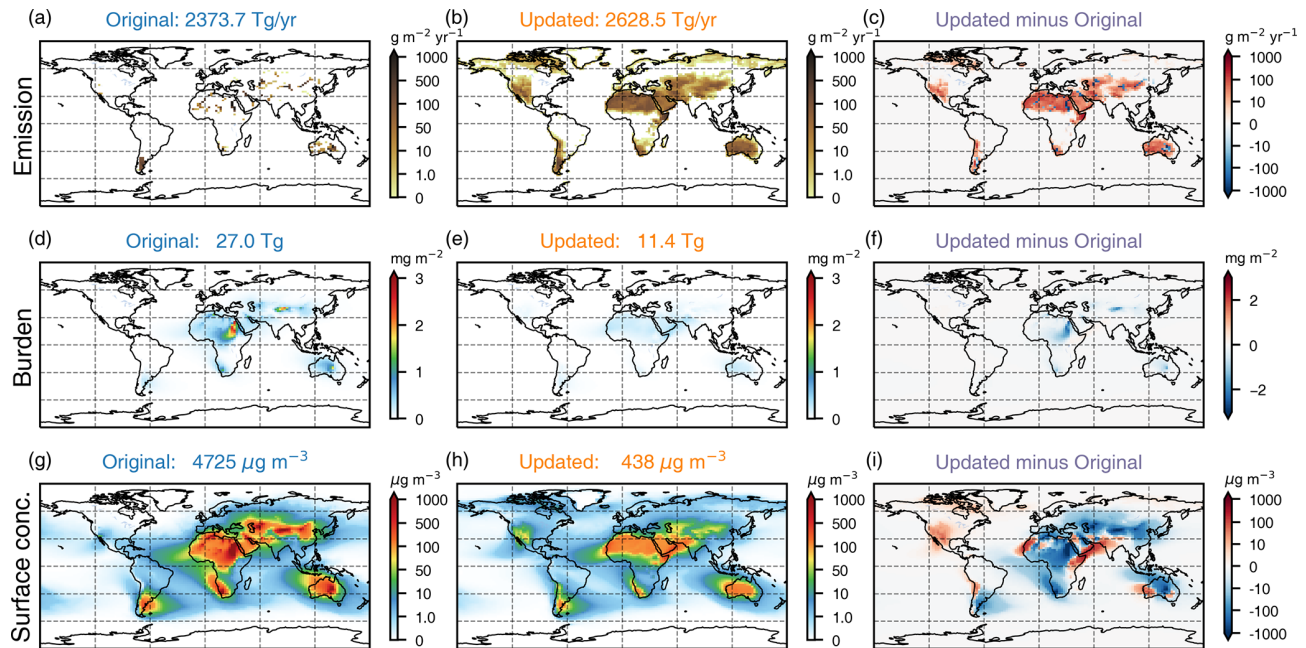 (a) Original: 2373.7 Tg/yr
(b) Updated: 2628.5 Tg/yr
(c) Updated minus Original
Emission
g m⁻² yr⁻¹
1000
500
100
50
10
1.0
0
g m⁻² yr⁻¹
1000
500
100
50
10
1.0
0
g m⁻² yr⁻¹
1000
100
10
0
-10
-100
-1000
(d) Original: 27.0 Tg
(e) Updated: 11.4 Tg
(f) Updated minus Original
Burden
mg m⁻²
3
2
1
0
mg m⁻²
3
2
1
0
mg m⁻²
2
0
−2
(g) Original: 4725 μg m⁻³
(h) Updated: 438 μg m⁻³
(i) Updated minus Original
Surface conc.
μg m⁻³
1000
500
100
50
10
1.0
0
μg m⁻³
1000
500
100
50
10
1.0
0
μg m⁻³
1000
100
10
0
-10
-100
-1000